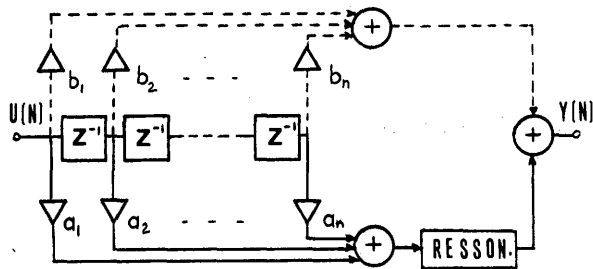 +
b₁ b₂ - - - bₙ
U(N) Z⁻¹ Z⁻¹ Z⁻¹ + Y(N)
a₁ a₂ - - - aₙ
+ RESSON.